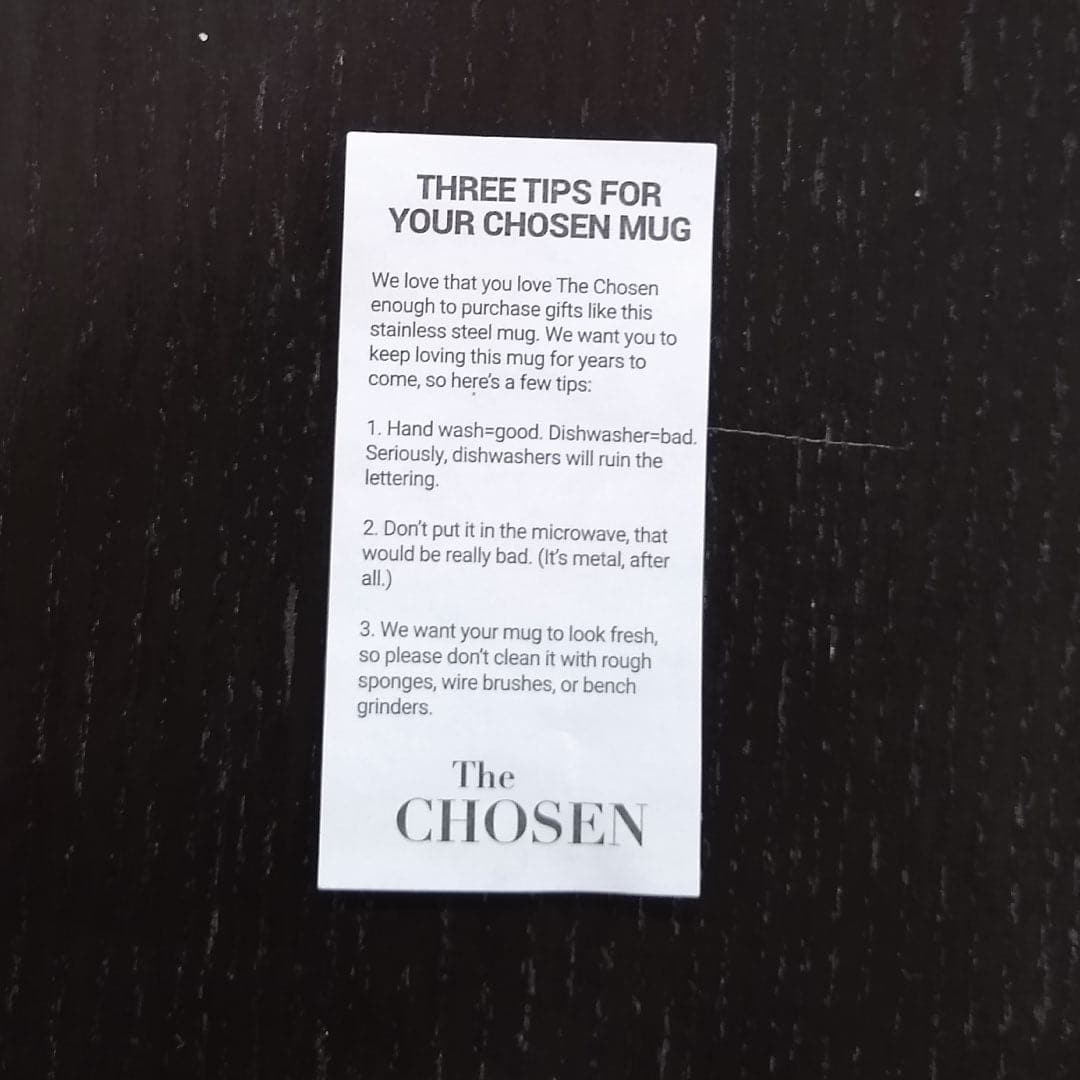 THREE TIPS FOR
YOUR CHOSEN MUG
We love that you love The Chosen
enough to purchase gifts like this
stainless steel mug. We want you to
keep loving this mug for years to
come, so here's a few tips:
1. Hand wash=good. Dishwasher=bad.
Seriously, dishwashers will ruin the
lettering.
2. Don't put it in the microwave, that
would be really bad. (It's metal, after
all.)
3. We want your mug to look fresh,
so please don't clean it with rough
sponges, wire brushes, or bench
grinders.
The
CHOSEN